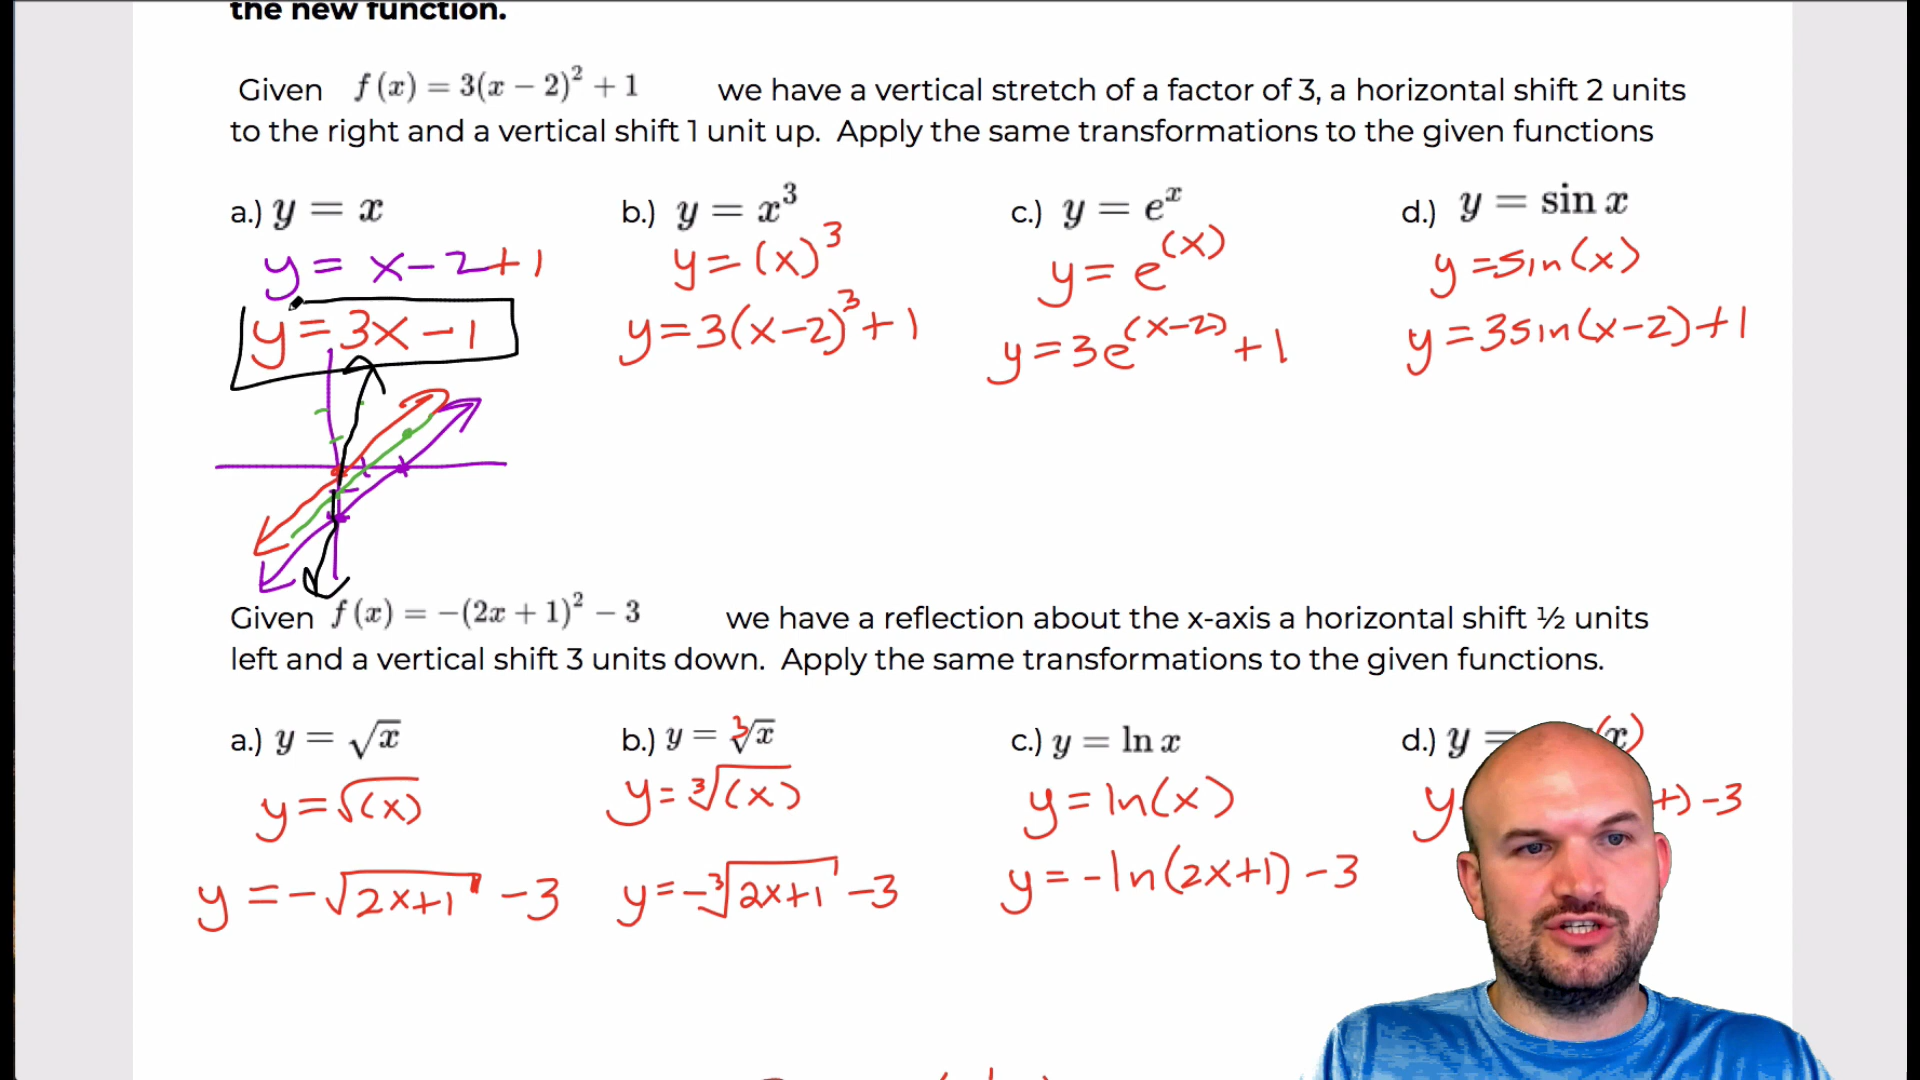 the new function.
Given f(x) = 3(x − 2)² + 1 we have a vertical stretch of a factor of 3, a horizontal shift 2 units
to the right and a vertical shift 1 unit up. Apply the same transformations to the given functions
a.) y = x b.) y = x³ c.) y = eˣ d.) y = sin x
y = x-2+1 y=(x)³ y=e^(x) y=sin(x)
y=3x-1 y=3(x-2)³+1 y=3e^(x-2)+1 y=3sin(x-2)+1
Given f(x) = −(2x + 1)² − 3 we have a reflection about the x-axis a horizontal shift ½ units
left and a vertical shift 3 units down. Apply the same transformations to the given functions.
a.) y = √x b.) y = ∛x c.) y = ln x d.) y = (x)
y=√(x) y=∛(x) y=ln(x) y -3
y=-√2x+1 -3 y=-∛2x+1 -3 y=-ln(2x+1)-3